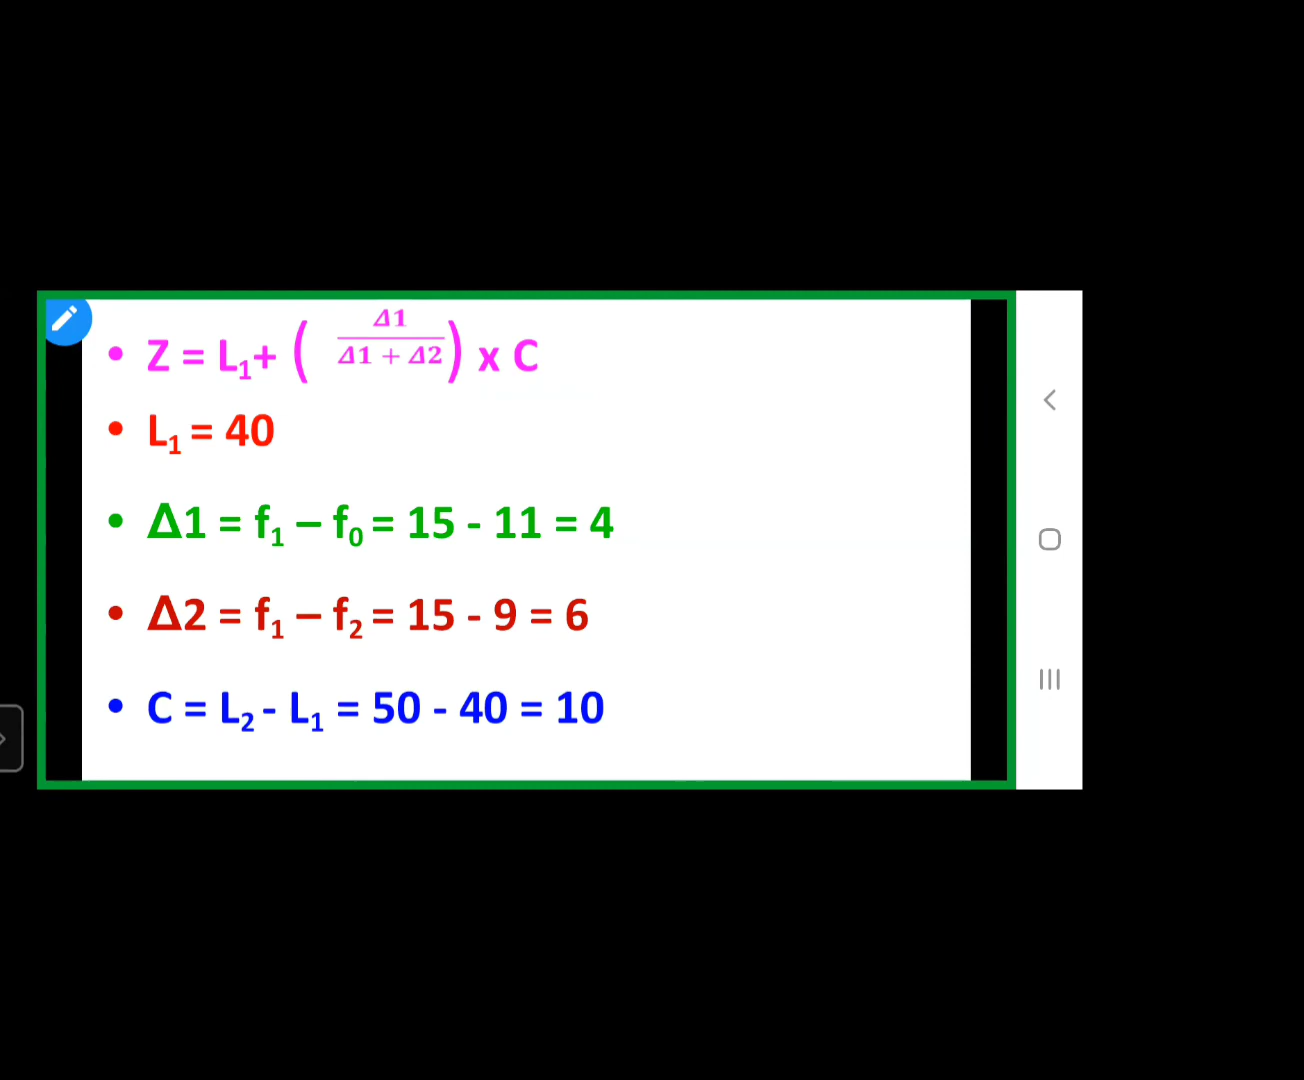 • Z = L₁+ ( Δ1 / Δ1 + Δ2 ) x C
• L₁ = 40
• Δ1 = f₁ – f₀ = 15 - 11 = 4
• Δ2 = f₁ – f₂ = 15 - 9 = 6
• C = L₂ - L₁ = 50 - 40 = 10